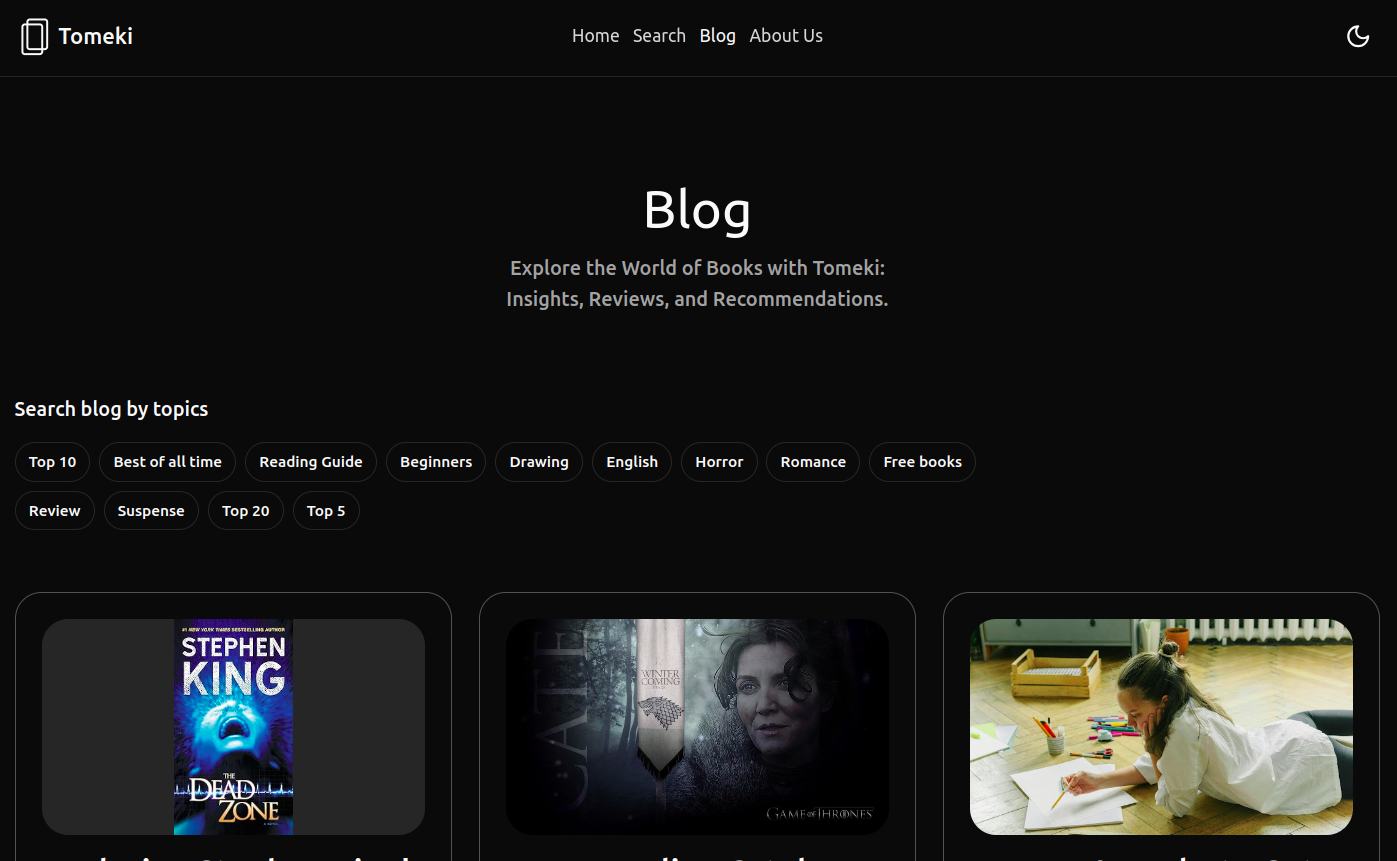 Tomeki
Home Search Blog About Us
Blog
Explore the World of Books with Tomeki:
Insights, Reviews, and Recommendations.
Search blog by topics
Top 10 Best of all time Reading Guide Beginners Drawing English Horror Romance Free books
Review Suspense Top 20 Top 5
#1 NEW YORK TIMES BESTSELLING AUTHOR
STEPHEN
KING
THE
DEAD
ZONE
CATE
WINTER
COMING
GAME OF THRONES